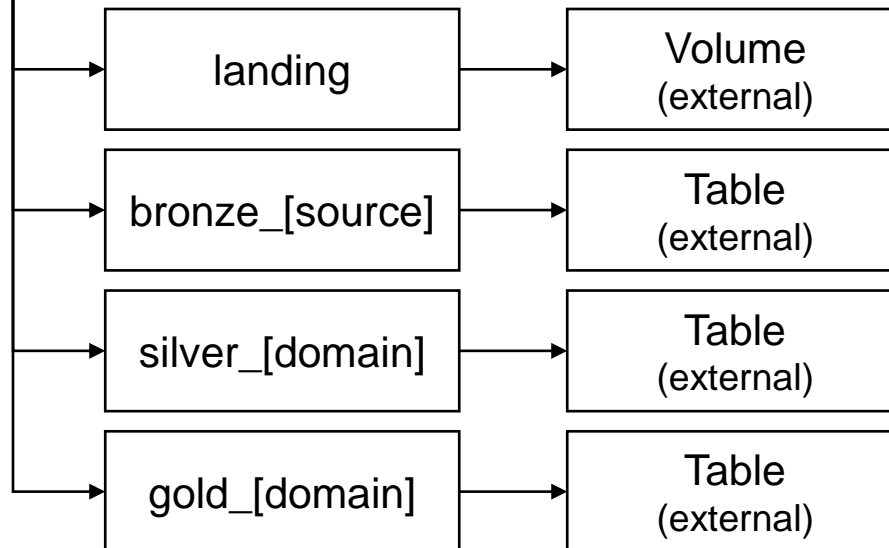 landing
Volume
(external)
bronze_[source]
Table
(external)
silver_[domain]
Table
(external)
gold_[domain]
Table
(external)